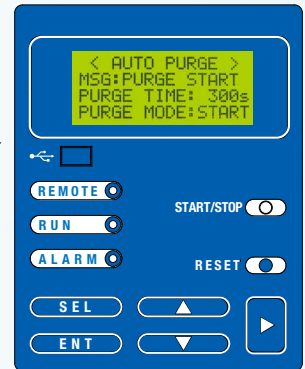 < AUTO PURGE >
MSG:PURGE START
PURGE TIME: 300s
PURGE MODE:START
REMOTE
START/STOP
RUN
ALARM
RESET
SEL
ENT